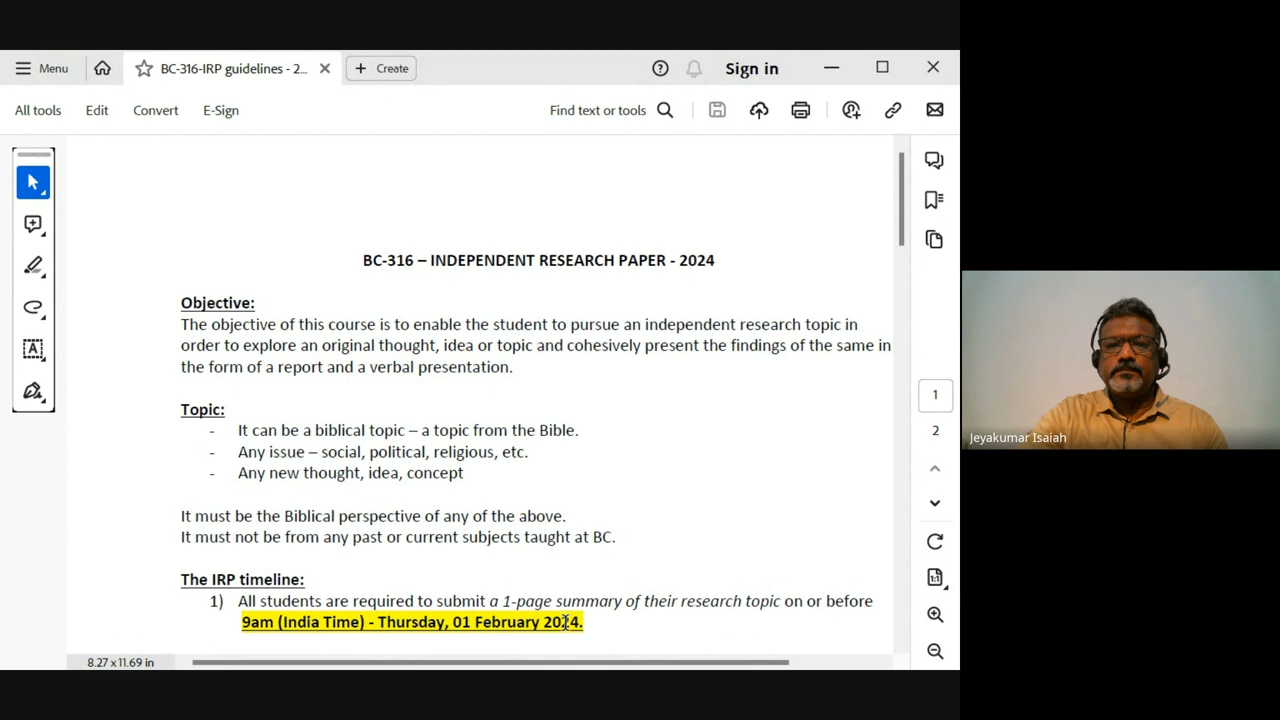 Menu
BC-316-IRP guidelines - 2...
Create
Sign in
All tools
Edit
Convert
E-Sign
Find text or tools
BC-316 – INDEPENDENT RESEARCH PAPER - 2024
Objective:
The objective of this course is to enable the student to pursue an independent research topic in
order to explore an original thought, idea or topic and cohesively present the findings of the same in
the form of a report and a verbal presentation.
Topic:
- It can be a biblical topic – a topic from the Bible.
- Any issue – social, political, religious, etc.
- Any new thought, idea, concept
It must be the Biblical perspective of any of the above.
It must not be from any past or current subjects taught at BC.
The IRP timeline:
1) All students are required to submit a 1-page summary of their research topic on or before
9am (India Time) - Thursday, 01 February 2024.
8.27 x 11.69 in
1
2
1:1
Jeyakumar Isaiah